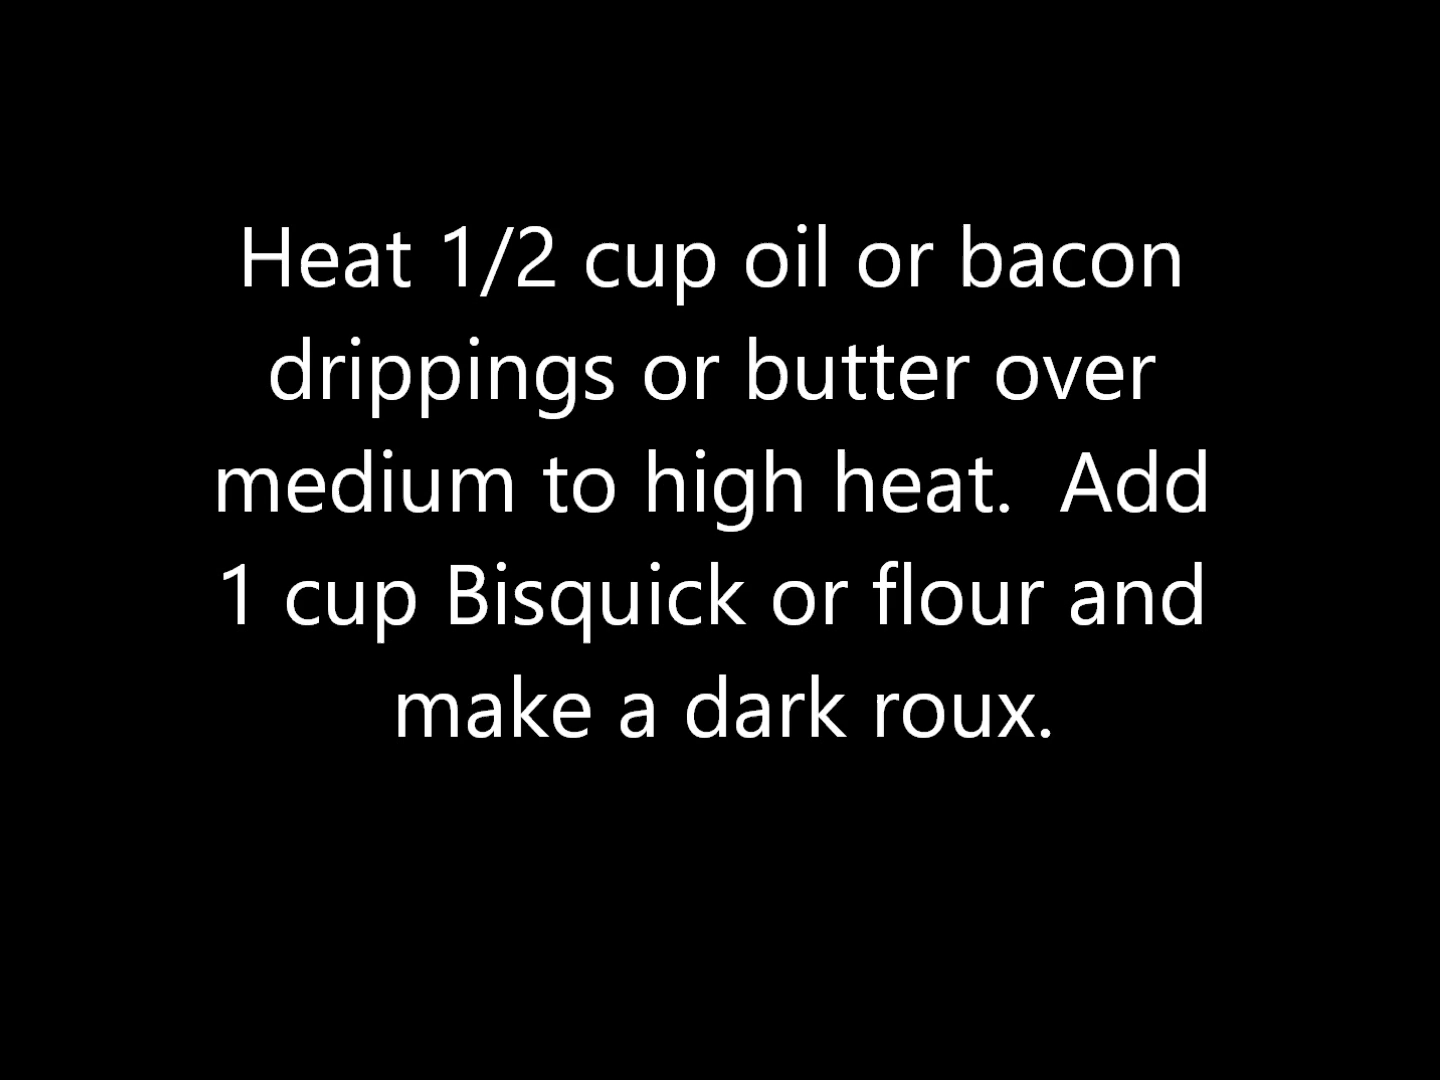 Heat 1/2 cup oil or bacon
drippings or butter over
medium to high heat.  Add
1 cup Bisquick or flour and
make a dark roux.